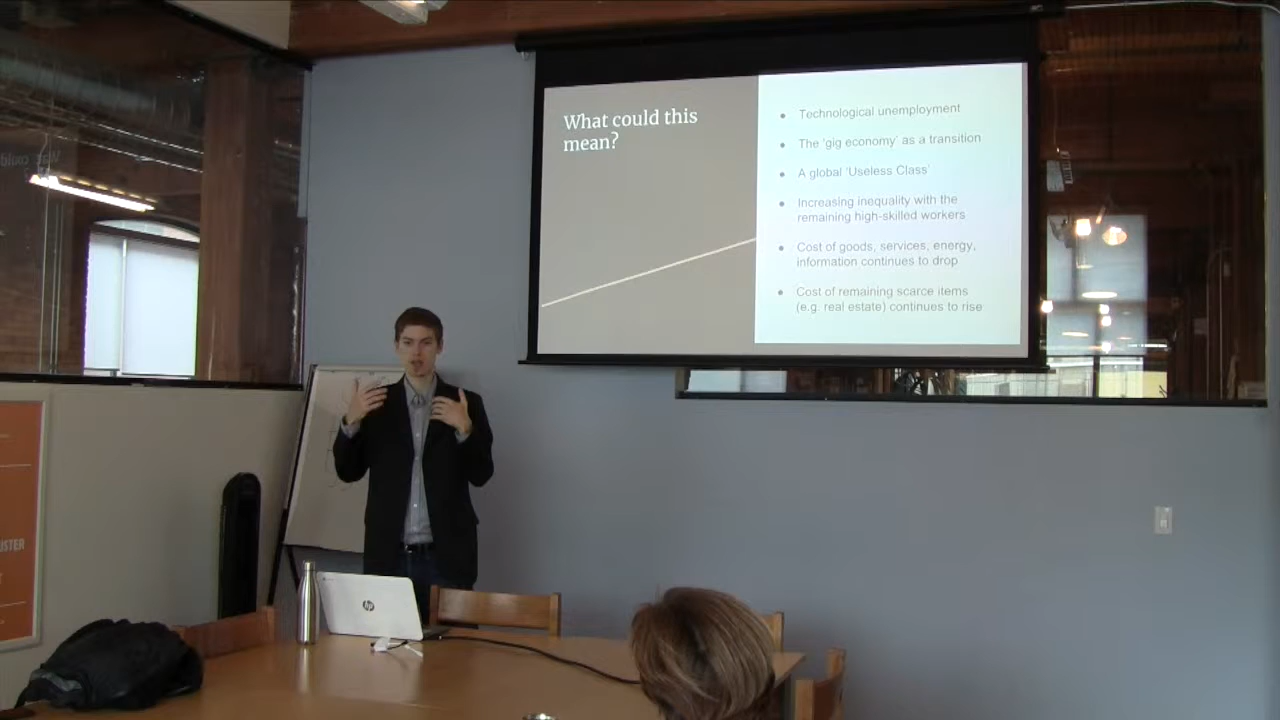 What could this
mean?
● Technological unemployment
● The 'gig economy' as a transition
● A global 'Useless Class'
● Increasing inequality with the
remaining high-skilled workers
● Cost of goods, services, energy,
information continues to drop
● Cost of remaining scarce items
(e.g. real estate) continues to rise
hp